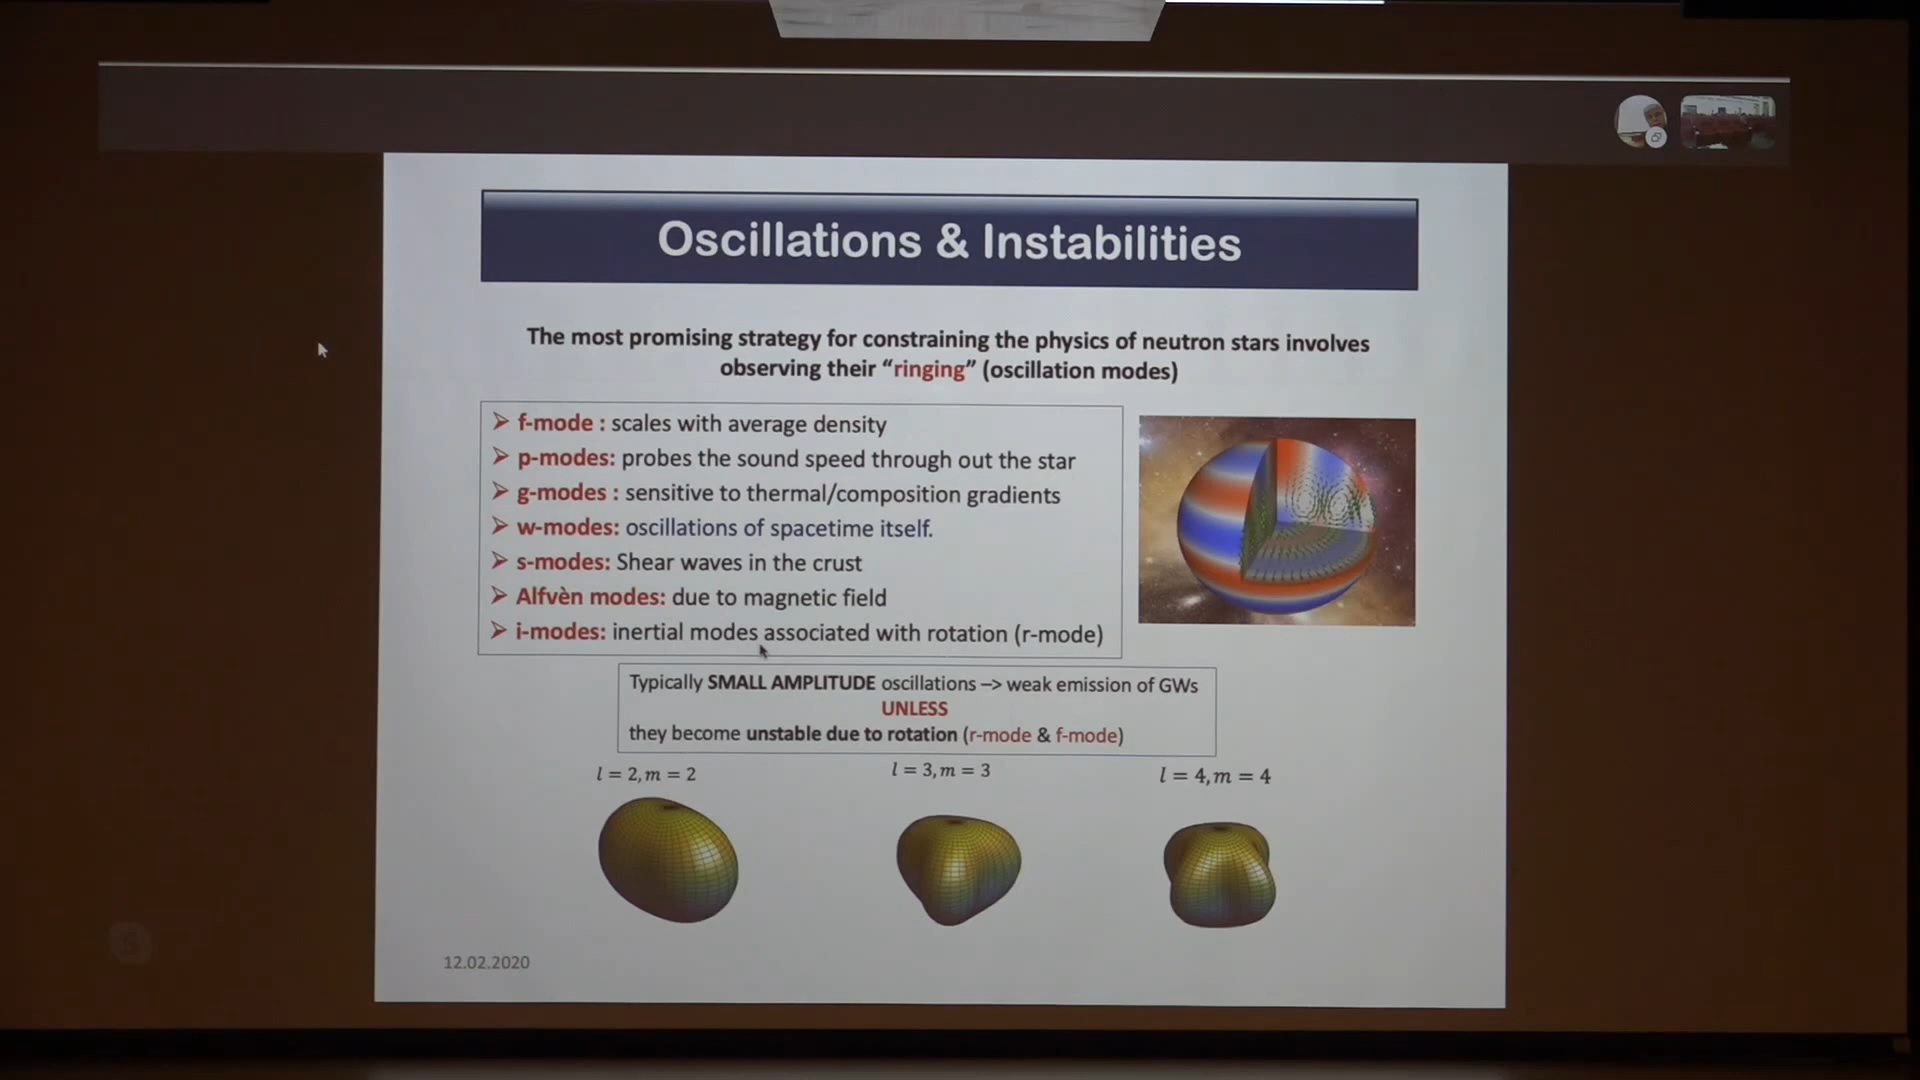 Oscillations & Instabilities
The most promising strategy for constraining the physics of neutron stars involves
observing their “ringing” (oscillation modes)
➢ f-mode : scales with average density
➢ p-modes: probes the sound speed through out the star
➢ g-modes : sensitive to thermal/composition gradients
➢ w-modes: oscillations of spacetime itself.
➢ s-modes: Shear waves in the crust
➢ Alfvèn modes: due to magnetic field
➢ i-modes: inertial modes associated with rotation (r-mode)
Typically SMALL AMPLITUDE oscillations –> weak emission of GWs
UNLESS
they become unstable due to rotation (r-mode & f-mode)
l = 2, m = 2
l = 3, m = 3
l = 4, m = 4
12.02.2020